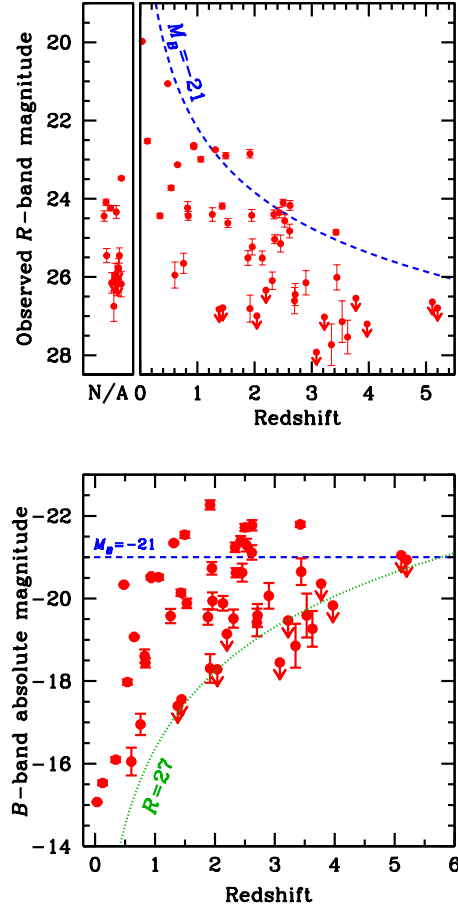 20
22
24
26
28
Observed R-band magnitude
M_B=-21
N/A
0
1
2
3
4
5
Redshift
-22
-20
-18
-16
-14
B-band absolute magnitude
M_B=-21
R=27
0
1
2
3
4
5
6
Redshift